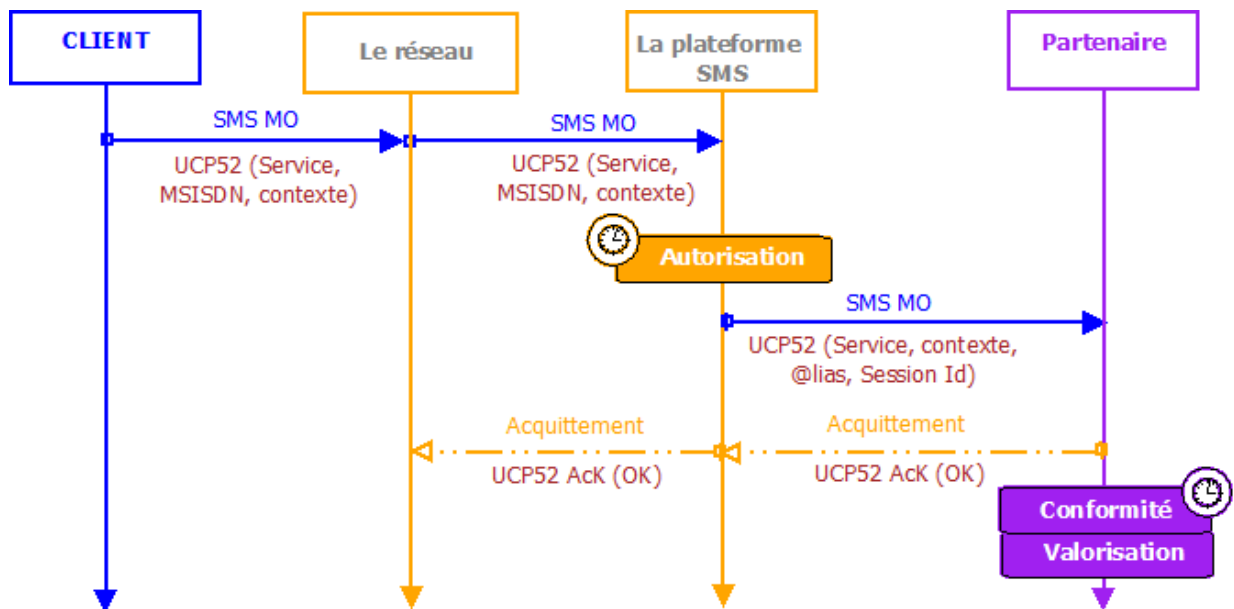 CLIENT
Le réseau
La plateforme
SMS
Partenaire
SMS MO
UCP52 (Service,
MSISDN, contexte)
SMS MO
UCP52 (Service,
MSISDN, contexte)
Autorisation
SMS MO
UCP52 (Service, contexte,
@lias, Session Id)
Acquittement
UCP52 AcK (OK)
Acquittement
UCP52 AcK (OK)
Conformité
Valorisation